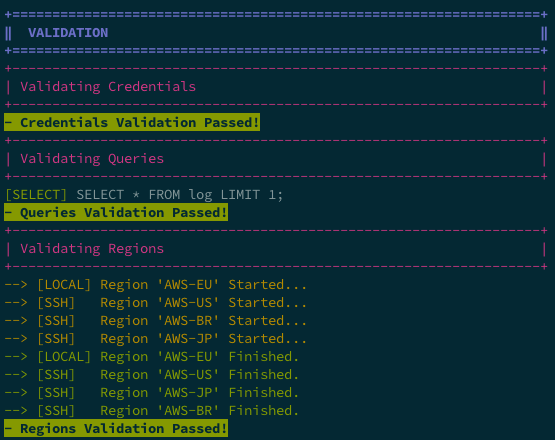 +==================================================================+
‖  VALIDATION                                                      ‖
+==================================================================+
+------------------------------------------------------------------+
| Validating Credentials                                           |
+------------------------------------------------------------------+
- Credentials Validation Passed!
+------------------------------------------------------------------+
| Validating Queries                                               |
+------------------------------------------------------------------+
[SELECT] SELECT * FROM log LIMIT 1;
- Queries Validation Passed!
+------------------------------------------------------------------+
| Validating Regions                                               |
+------------------------------------------------------------------+
--> [LOCAL] Region 'AWS-EU' Started...
--> [SSH]   Region 'AWS-US' Started...
--> [SSH]   Region 'AWS-BR' Started...
--> [SSH]   Region 'AWS-JP' Started...
--> [LOCAL] Region 'AWS-EU' Finished.
--> [SSH]   Region 'AWS-US' Finished.
--> [SSH]   Region 'AWS-JP' Finished.
--> [SSH]   Region 'AWS-BR' Finished.
- Regions Validation Passed!